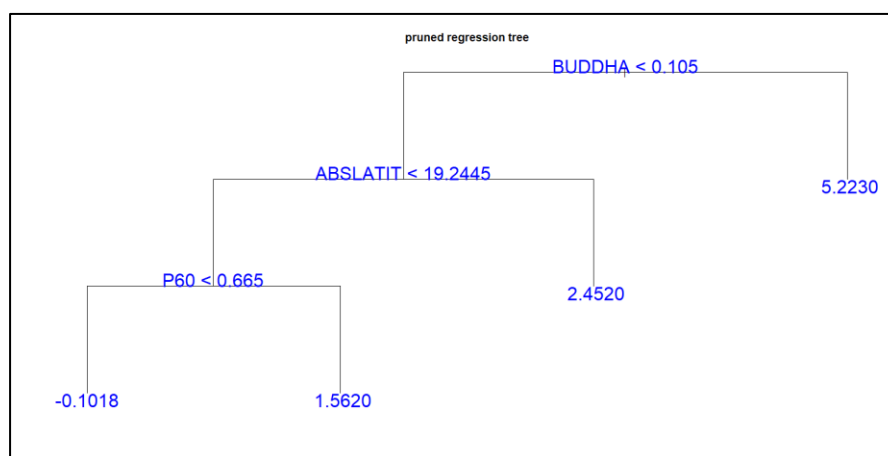 pruned regression tree
BUDDHA < 0.105
ABSLATIT < 19.2445
5.2230
P60 < 0.665
2.4520
-0.1018
1.5620